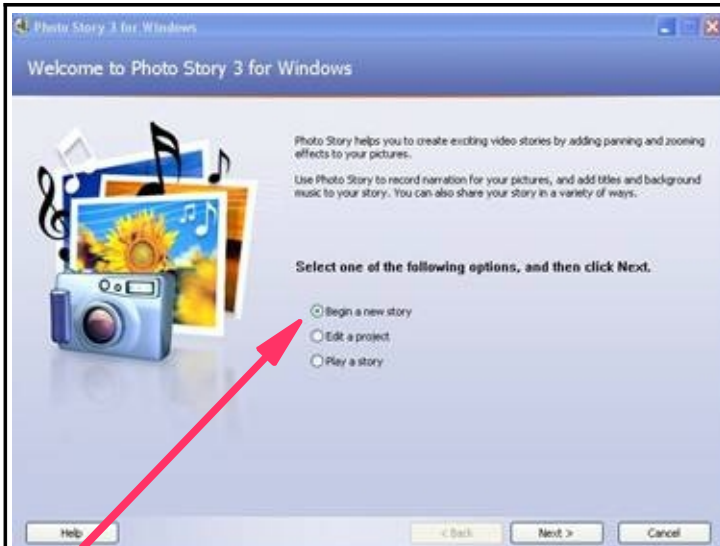 Photo Story 3 for Windows
Welcome to Photo Story 3 for Windows
Photo Story helps you to create exciting video stories by adding panning and zooming
effects to your pictures.
Use Photo Story to record narration for your pictures, and add titles and background
music to your story. You can also share your story in a variety of ways.
Select one of the following options, and then click Next.
Begin a new story
Edit a project
Play a story
Help
< Back
Next >
Cancel